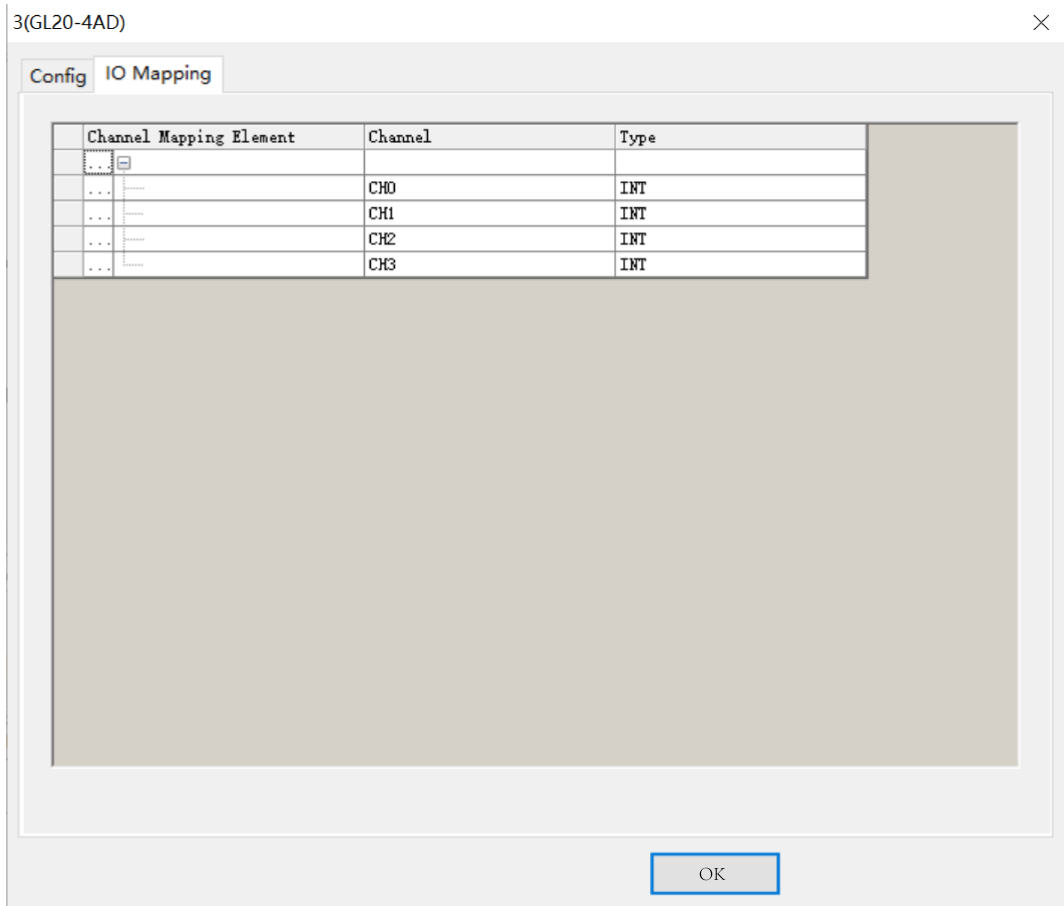 3(GL20-4AD)
Config IO Mapping
Channel Mapping Element Channel Type
...
... CH0 INT
... CH1 INT
... CH2 INT
... CH3 INT
OK